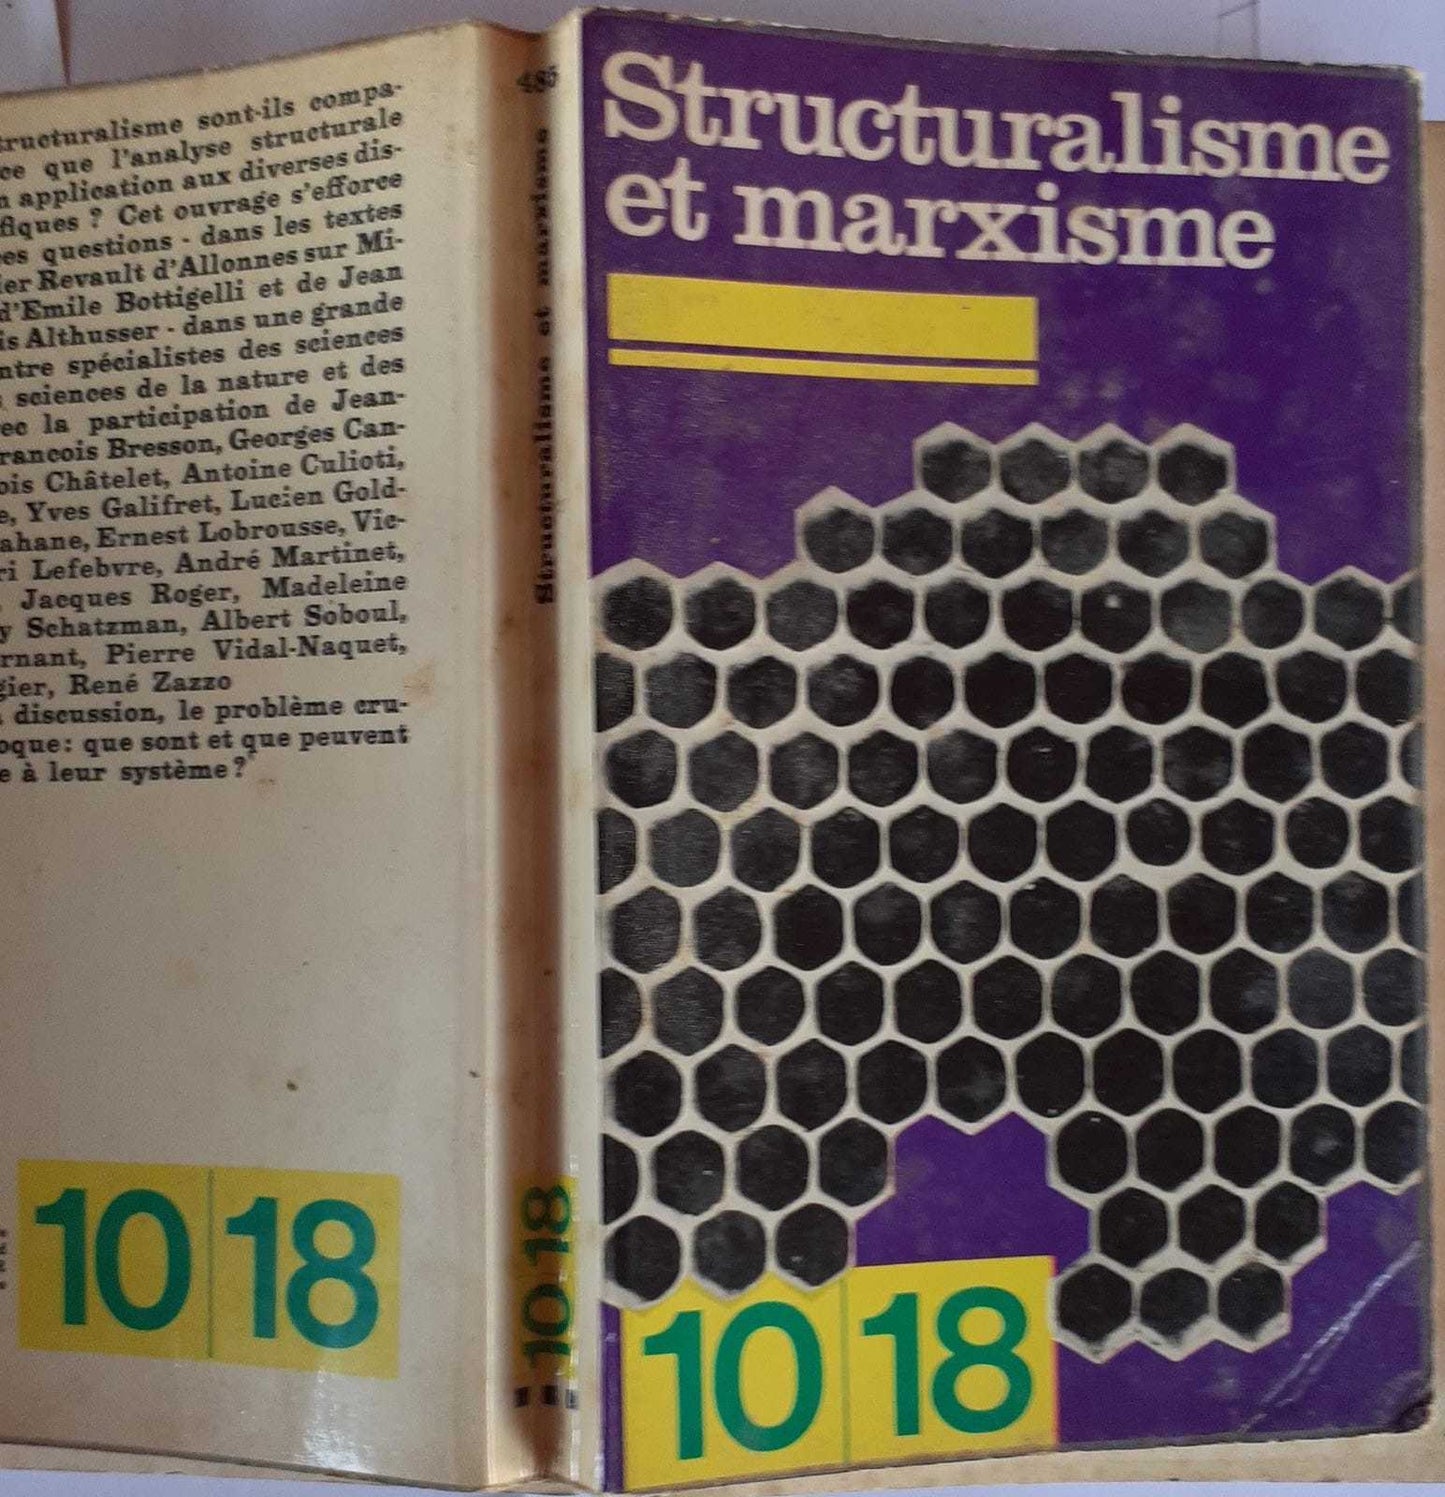 tructuralisme sont-ils compa-
ce que l'analyse structurale
n application aux diverses dis-
fiques ? Cet ouvrage s'efforce
es questions - dans les textes
ier Revault d'Allonnes sur Mi-
d'Emile Bottigelli et de Jean
is Althusser - dans une grande
ntre spécialistes des sciences
sciences de la nature et des
ec la participation de Jean-
rancois Bresson, Georges Can-
ois Châtelet, Antoine Culioti,
e, Yves Galifret, Lucien Gold-
ahane, Ernest Lobrousse, Vic-
ri Lefebvre, André Martinet,
, Jacques Roger, Madeleine
y Schatzman, Albert Soboul,
rnant, Pierre Vidal-Naquet,
gier, René Zazzo
discussion, le problème cru-
oque : que sont et que peuvent
e à leur système ?
10 18
485
Structuralisme et marxisme
10 18
Structuralisme
et marxisme
10 18